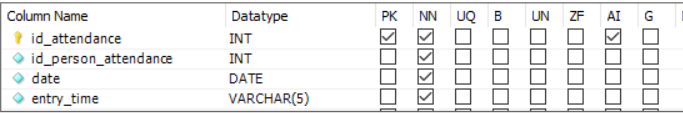 Column Name Datatype PK NN UQ B UN ZF AI G
id_attendance INT
id_person_attendance INT
date DATE
entry_time VARCHAR(5)